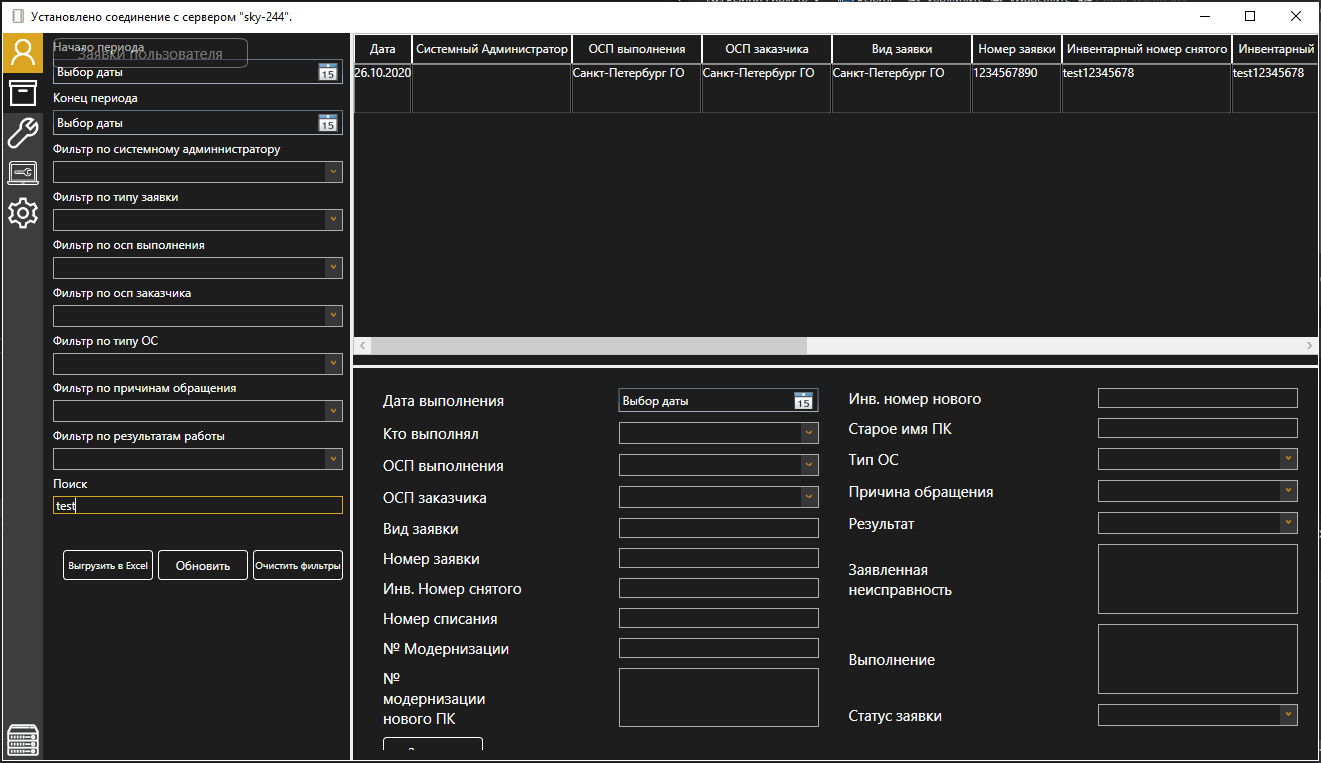 Установлено соединение с сервером "sky-244".
Начало периода
Заявки пользователя
Выбор даты
15
Конец периода
Выбор даты
15
Фильтр по системному админнистратору
Фильтр по типу заявки
Фильтр по осп выполнения
Фильтр по осп заказчика
Фильтр по типу ОС
Фильтр по причинам обращения
Фильтр по результатам работы
Поиск
test
Выгрузить в Excel Обновить Очистить фильтры
Дата Системный Администратор ОСП выполнения ОСП заказчика Вид заявки Номер заявки Инвентарный номер снятого Инвентарный
26.10.2020 Санкт-Петербург ГО Санкт-Петербург ГО Санкт-Петербург ГО 1234567890 test12345678 test12345678
Дата выполнения Выбор даты 15
Кто выполнял
ОСП выполнения
ОСП заказчика
Вид заявки
Номер заявки
Инв. Номер снятого
Номер списания
№ Модернизации
№
модернизации
нового ПК
Инв. номер нового
Старое имя ПК
Тип ОС
Причина обращения
Результат
Заявленная
неисправность
Выполнение
Статус заявки